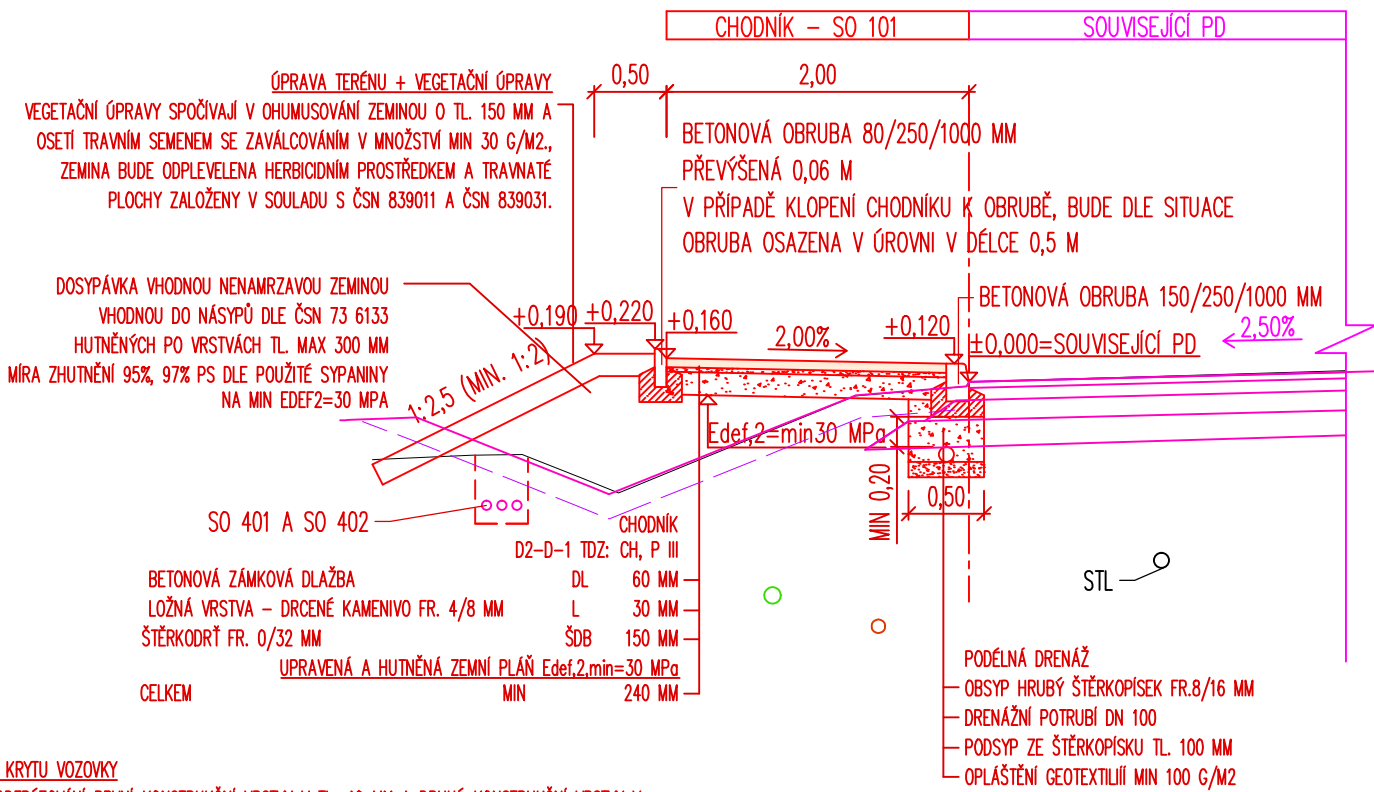 CHODNÍK – SO 101
SOUVISEJÍCÍ PD
0,50
2,00
ÚPRAVA TERÉNU + VEGETAČNÍ ÚPRAVY
VEGETAČNÍ ÚPRAVY SPOČÍVAJÍ V OHUMUSOVÁNÍ ZEMINOU O TL. 150 MM A
OSETÍ TRAVNÍM SEMENEM SE ZAVÁLCOVÁNÍM V MNOŽSTVÍ MIN 30 G/M2.,
ZEMINA BUDE ODPLEVELENA HERBICIDNÍM PROSTŘEDKEM A TRAVNATÉ
PLOCHY ZALOŽENY V SOULADU S ČSN 839011 A ČSN 839031.
BETONOVÁ OBRUBA 80/250/1000 MM
PŘEVÝŠENÁ 0,06 M
V PŘÍPADĚ KLOPENÍ CHODNÍKU K OBRUBĚ, BUDE DLE SITUACE
OBRUBA OSAZENA V ÚROVNI V DÉLCE 0,5 M
DOSYPÁVKA VHODNOU NENAMRZAVOU ZEMINOU
VHODNOU DO NÁSYPŮ DLE ČSN 73 6133
HUTNĚNÝCH PO VRSTVÁCH TL. MAX 300 MM
MÍRA ZHUTNĚNÍ 95%, 97% PS DLE POUŽITÉ SYPANINY
NA MIN EDEF2=30 MPA
BETONOVÁ OBRUBA 150/250/1000 MM
+0,190
+0,220
+0,160
2,00%
+0,120
±0,000=SOUVISEJÍCÍ PD
2,50%
1:2,5 (MIN. 1:2)
Edef,2=min30 MPa
MIN 0,20
0,50
SO 401 A SO 402
CHODNÍK
D2-D-1 TDZ: CH, P III
BETONOVÁ ZÁMKOVÁ DLAŽBA DL 60 MM
LOŽNÁ VRSTVA – DRCENÉ KAMENIVO FR. 4/8 MM L 30 MM
ŠTĚRKODRŤ FR. 0/32 MM ŠDB 150 MM
UPRAVENÁ A HUTNĚNÁ ZEMNÍ PLÁŇ Edef,2,min=30 MPa
CELKEM MIN 240 MM
STL
PODÉLNÁ DRENÁŽ
OBSYP HRUBÝ ŠTĚRKOPÍSEK FR.8/16 MM
DRENÁŽNÍ POTRUBÍ DN 100
PODSYP ZE ŠTĚRKOPÍSKU TL. 100 MM
OPLÁŠTĚNÍ GEOTEXTILIÍÍ MIN 100 G/M2
KRYTU VOZOVKY